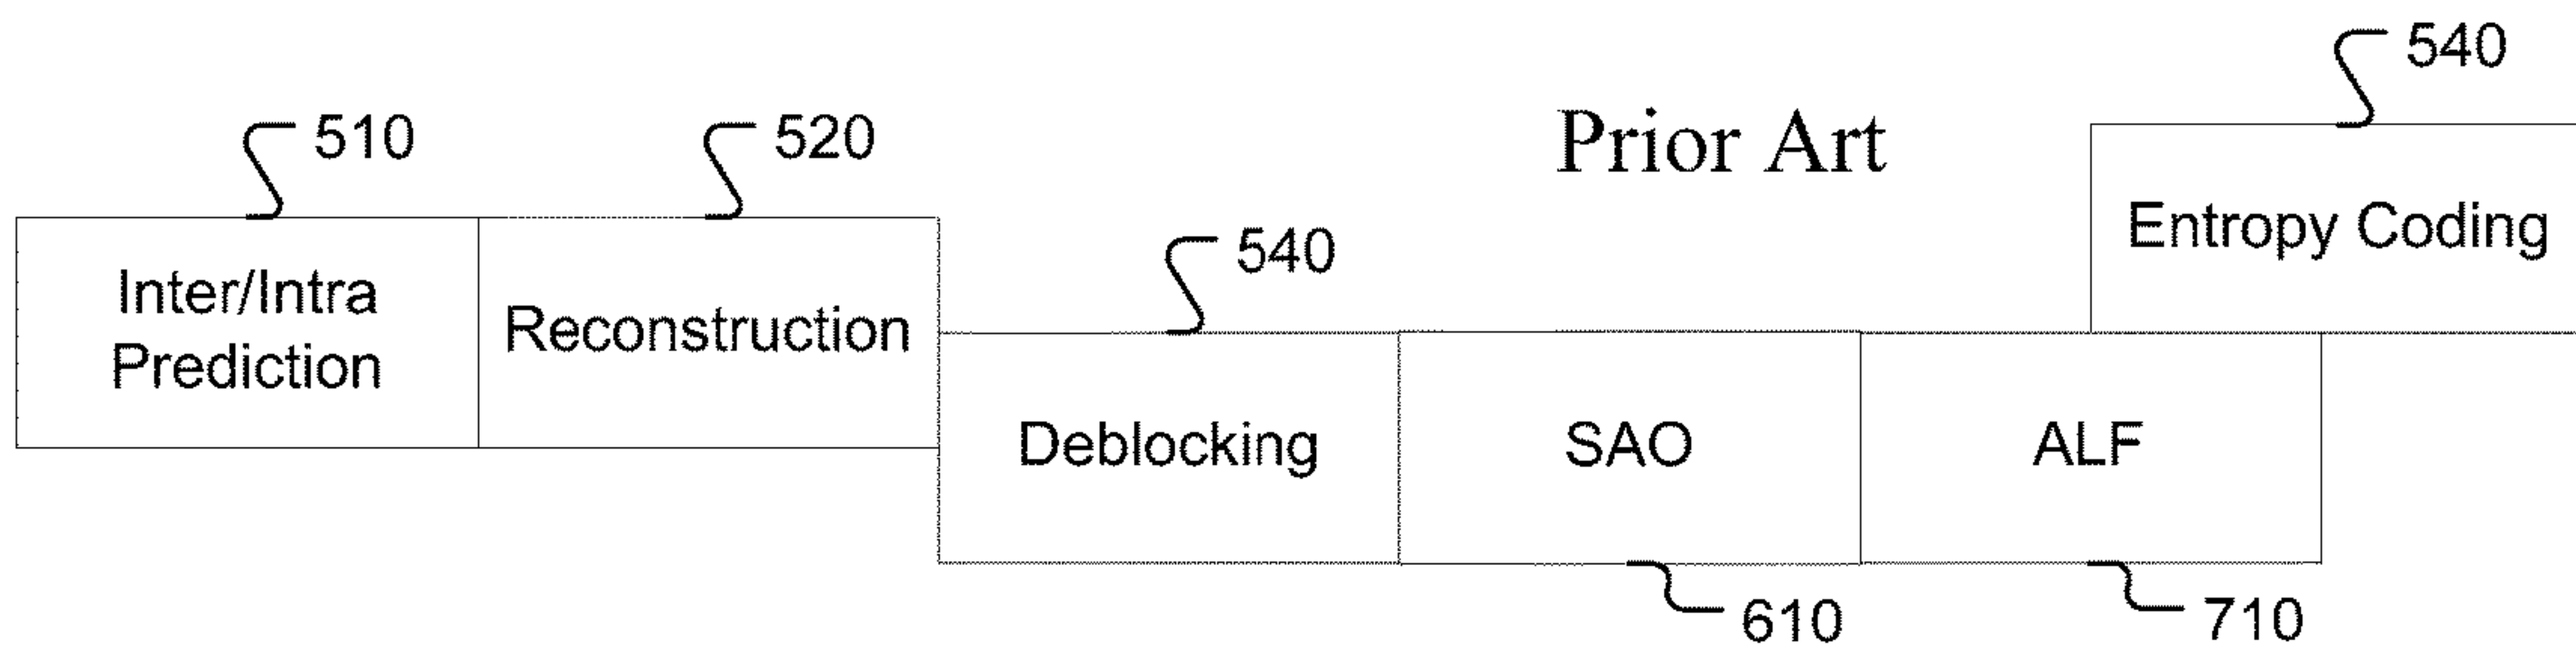 540
Prior Art
510
520
Entropy Coding
540
Inter/Intra
Prediction
Reconstruction
Deblocking
SAO
ALF
610
710